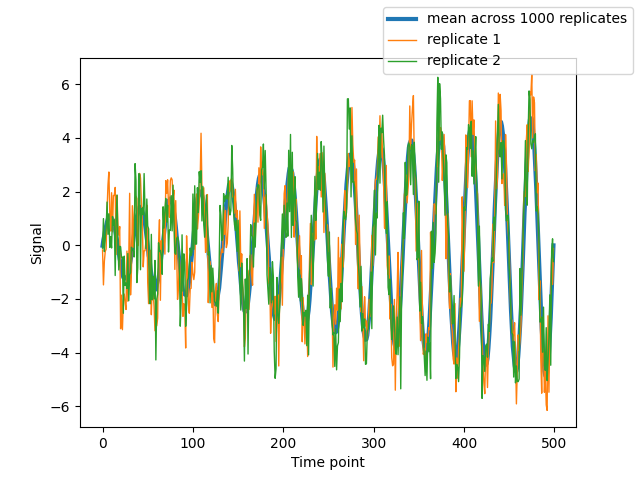 mean across 1000 replicates
replicate 1
replicate 2
6
4
2
0
−2
−4
−6
Signal
0 100 200 300 400 500
Time point